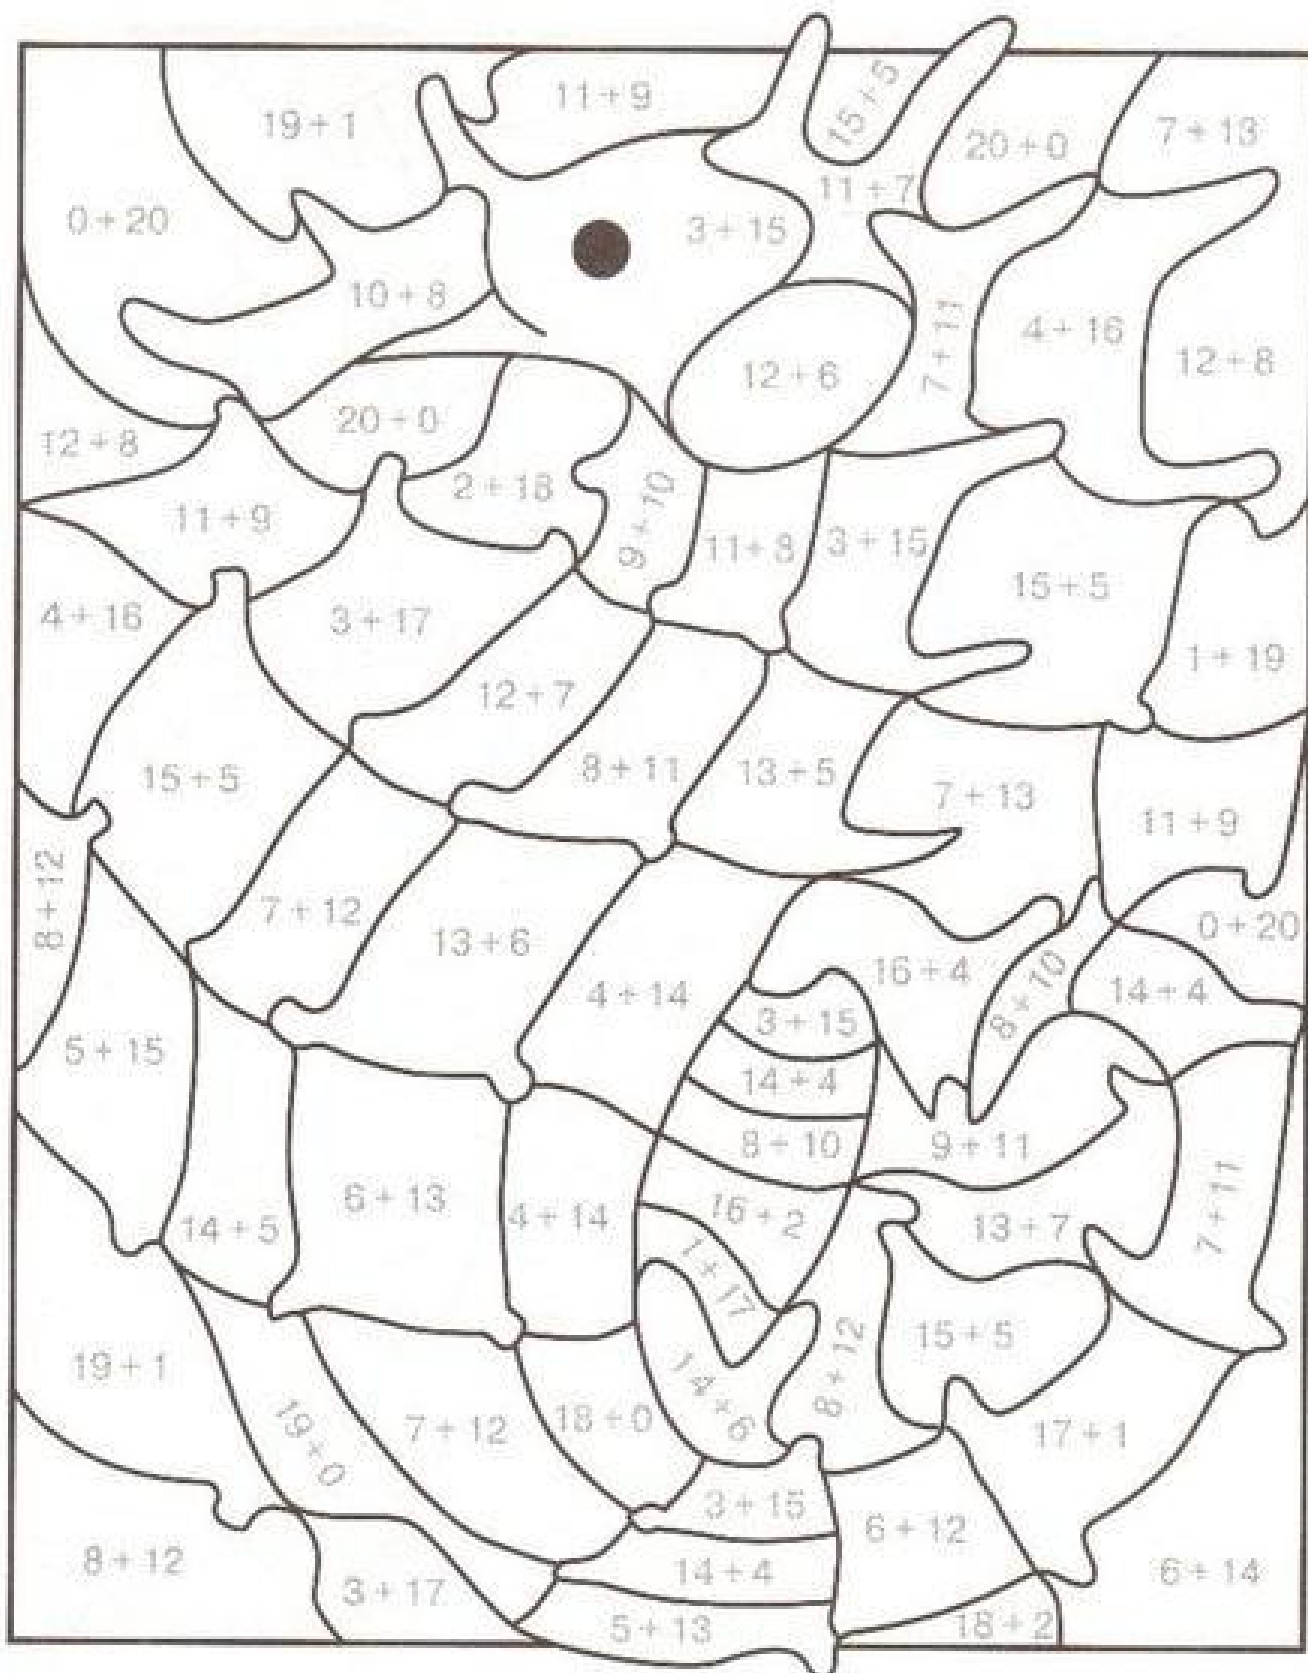 11 + 9
15 + 5
19 + 1
20 + 0
7 + 13
0 + 20
11 + 7
3 + 15
10 + 8
7 + 11
4 + 16
12 + 8
12 + 6
20 + 0
12 + 8
2 + 18
9 + 10
11 + 9
11 + 8
3 + 15
15 + 5
4 + 16
3 + 17
1 + 19
12 + 7
15 + 5
8 + 11
13 + 5
7 + 13
11 + 9
8 + 12
7 + 12
13 + 6
0 + 20
16 + 4
4 + 14
8 + 10
14 + 4
3 + 15
5 + 15
14 + 4
8 + 10
9 + 11
6 + 13
4 + 14
16 + 2
7 + 11
14 + 5
13 + 7
1 + 17
15 + 5
19 + 1
8 + 12
14 + 6
19 + 0
7 + 12
18 + 0
17 + 1
3 + 15
6 + 12
8 + 12
14 + 4
6 + 14
3 + 17
5 + 13
18 + 2